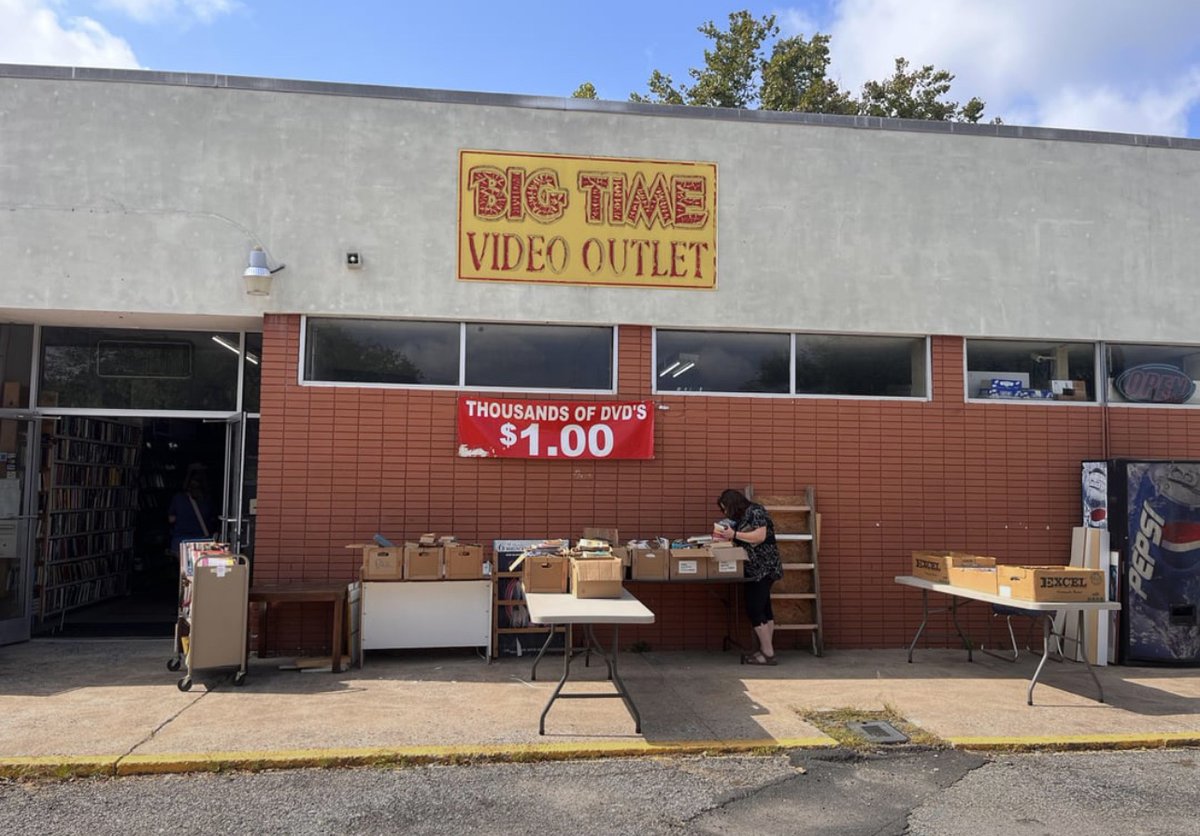 BIG TIME
VIDEO OUTLET
THOUSANDS OF DVD'S
$1.00
OPEN
EXCEL
EXCEL
PEPSI